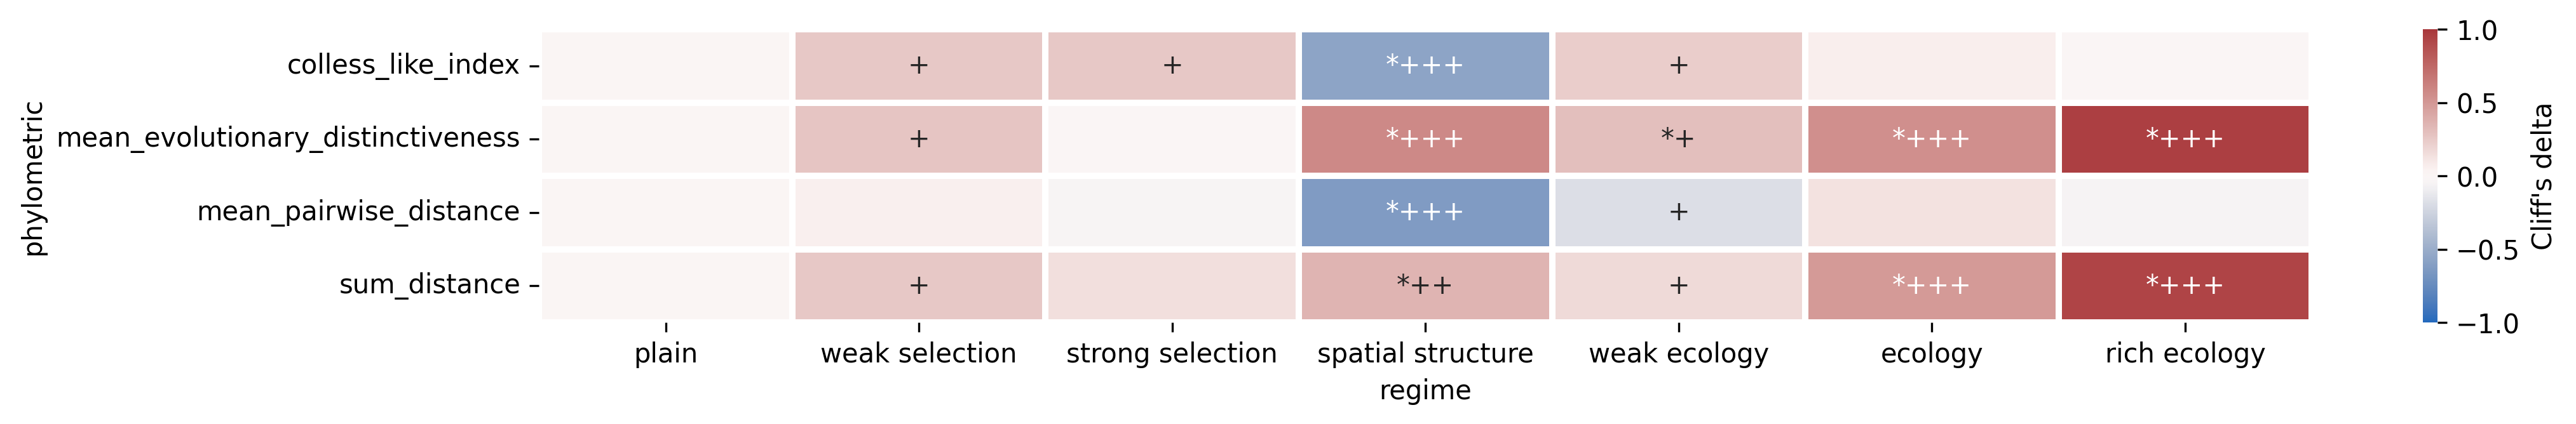 phylometric
colless_like_index + + *+++ +
mean_evolutionary_distinctiveness + *+++ *+ *+++ *+++
mean_pairwise_distance *+++ +
sum_distance + *++ + *+++ *+++
plain weak selection strong selection spatial structure weak ecology ecology rich ecology
regime
1.0
0.5
0.0
−0.5
−1.0
Cliff's delta